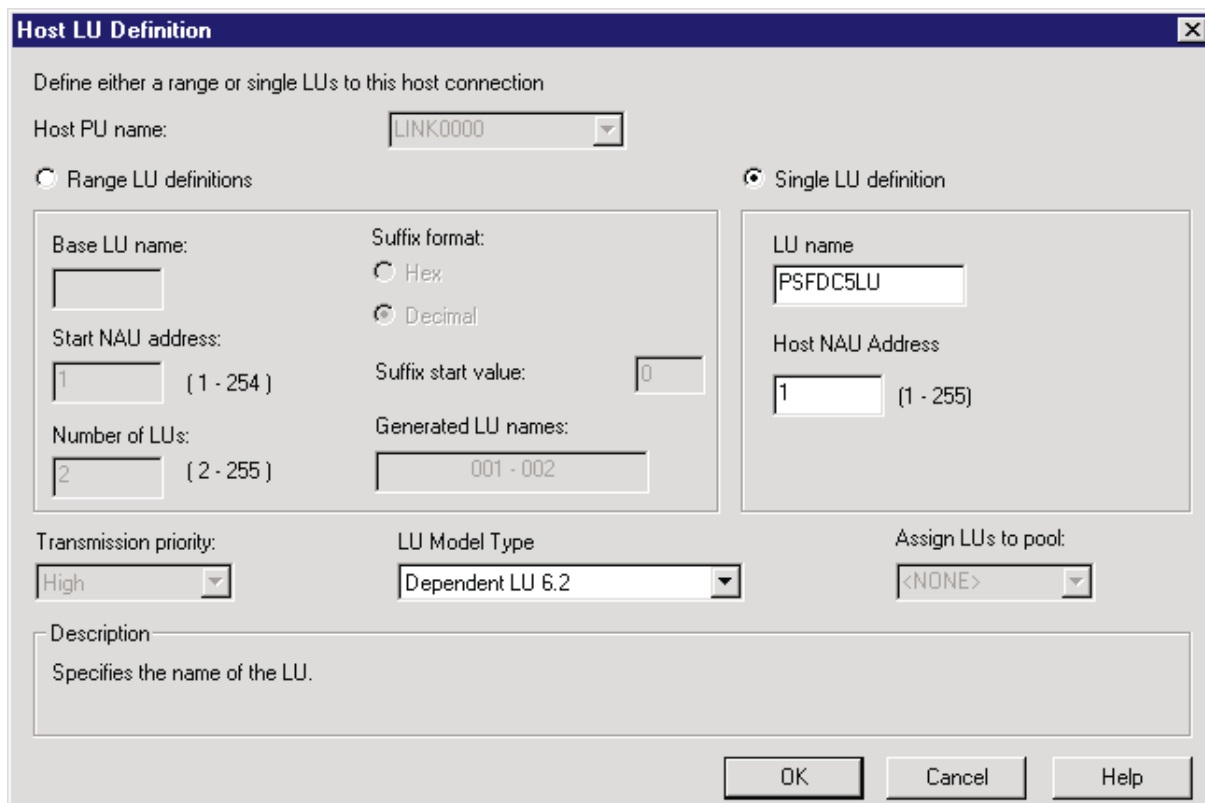 Host LU Definition
Define either a range or single LUs to this host connection
Host PU name:
LINK0000
Range LU definitions
Base LU name:
Suffix format:
Hex
Decimal
Start NAU address:
1
( 1 - 254 )
Suffix start value:
0
Number of LUs:
2
( 2 - 255 )
Generated LU names:
001 - 002
Single LU definition
LU name
PSFDC5LU
Host NAU Address
1
(1 - 255)
Transmission priority:
High
LU Model Type
Dependent LU 6.2
Assign LUs to pool:
<NONE>
Description
Specifies the name of the LU.
OK
Cancel
Help